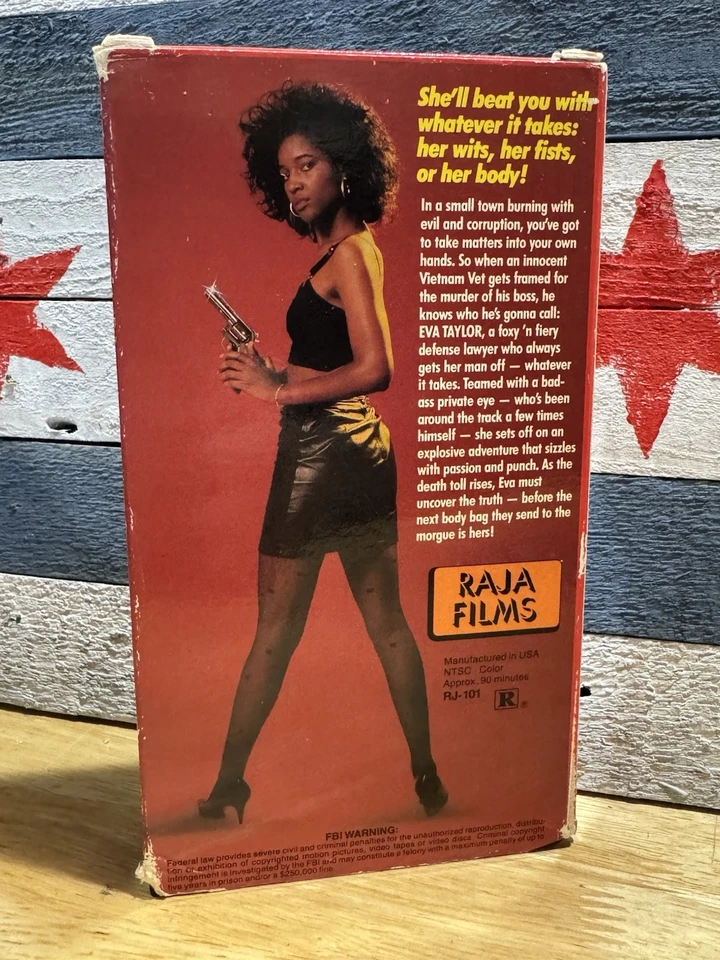 She'll beat you with
whatever it takes:
her wits, her fists,
or her body!
In a small town burning with
evil and corruption, you've got
to take matters into your own
hands. So when an innocent
Vietnam Vet gets framed for
the murder of his boss, he
knows who he's gonna call:
EVA TAYLOR, a foxy 'n fiery
defense lawyer who always
gets her man off — whatever
it takes. Teamed with a bad-
ass private eye — who's been
around the track a few times
himself — she sets off on an
explosive adventure that sizzles
with passion and punch. As the
death toll rises, Eva must
uncover the truth — before the
next body bag they send to the
morgue is hers!
RAJA
FILMS
Manufactured in USA
NTSC Color
Approx. 90 minutes
RJ-101 R ®
FBI WARNING:
Federal law provides severe civil and criminal penalties for the unauthorized reproduction, distribu-
tion or exhibition of copyrighted motion pictures, video tapes or video discs. Criminal copyright
infringement is investigated by the FBI and may constitute a felony with a maximum penalty of up to
five years in prison and/or a $250,000 fine.